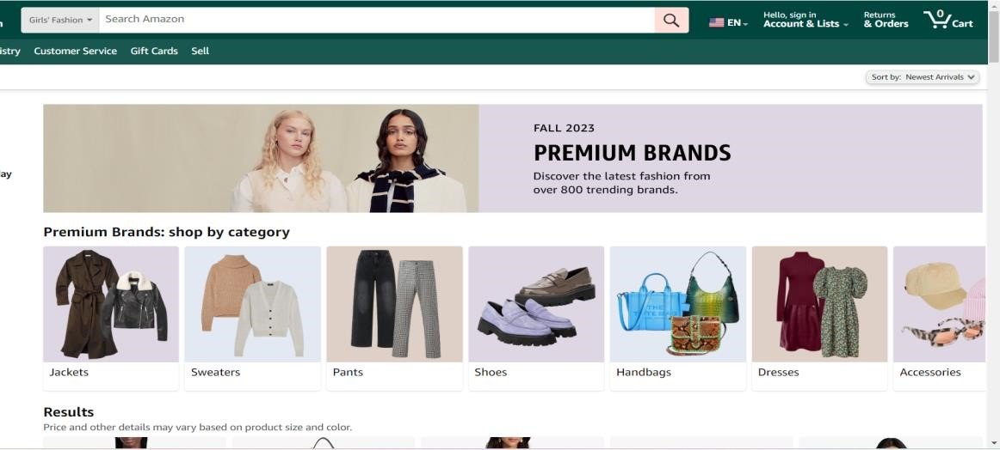 Girls' Fashion
Search Amazon
EN
Hello, sign in
Account & Lists
Returns
& Orders
0
Cart
istry
Customer Service
Gift Cards
Sell
Sort by: Newest Arrivals
ay
FALL 2023
PREMIUM BRANDS
Discover the latest fashion from
over 800 trending brands.
Premium Brands: shop by category
THE
TOTE BAG
Jackets
Sweaters
Pants
Shoes
Handbags
Dresses
Accessories
Results
Price and other details may vary based on product size and color.